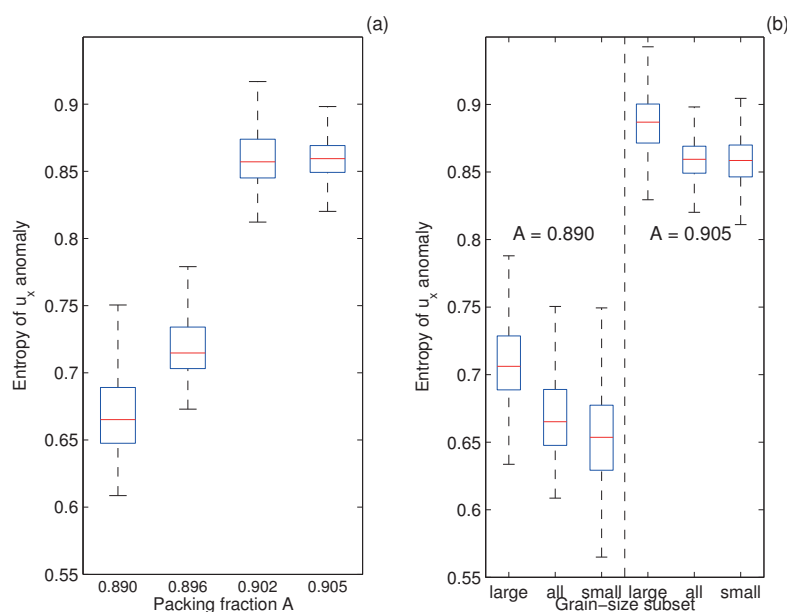 (a)
0.9
0.85
0.8
0.75
0.7
0.65
0.6
0.55
Entropy of u_x anomaly
0.890 0.896 0.902 0.905
Packing fraction A
(b)
0.9
0.85
0.8
0.75
0.7
0.65
0.6
0.55
Entropy of u_x anomaly
A = 0.890 A = 0.905
large all small large all small
Grain−size subset